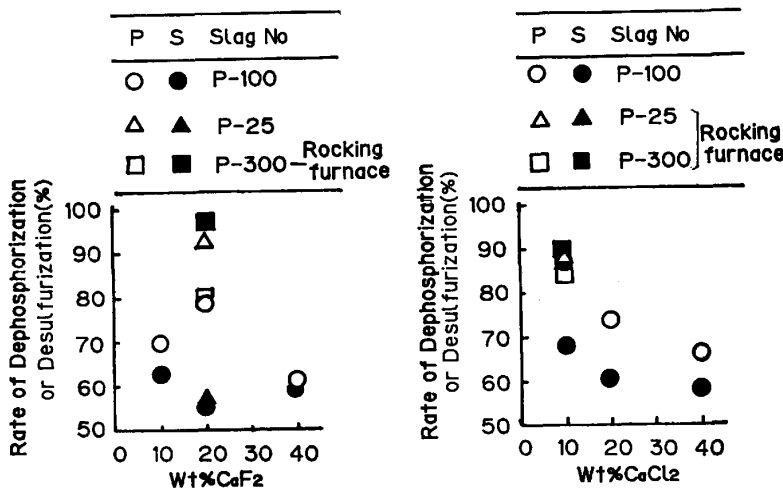 P S Slag No
P-100
P-25
P-300 Rocking
furnace
Rate of Dephosphorization
or Desulfurization(%)
100
90
80
70
60
50
0 10 20 30 40
Wt%CaF2
P S Slag No
P-100
P-25
P-300
Rocking
furnace
Rate of Dephosphorization
or Desulfurization(%)
100
90
80
70
60
50
0 10 20 30 40
Wt%CaCl2